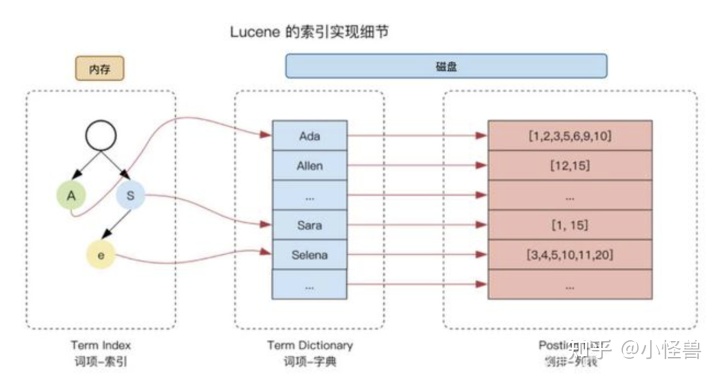 Lucene 的索引实现细节
内存
磁盘
A
S
e
Ada
Allen
...
Sara
Selena
...
[1,2,3,5,6,9,10]
[12,15]
...
[1, 15]
[3,4,5,10,11,20]
...
Term Index
词项-索引
Term Dictionary
词项-字典
Posting
倒排-列表
知乎 @小怪兽